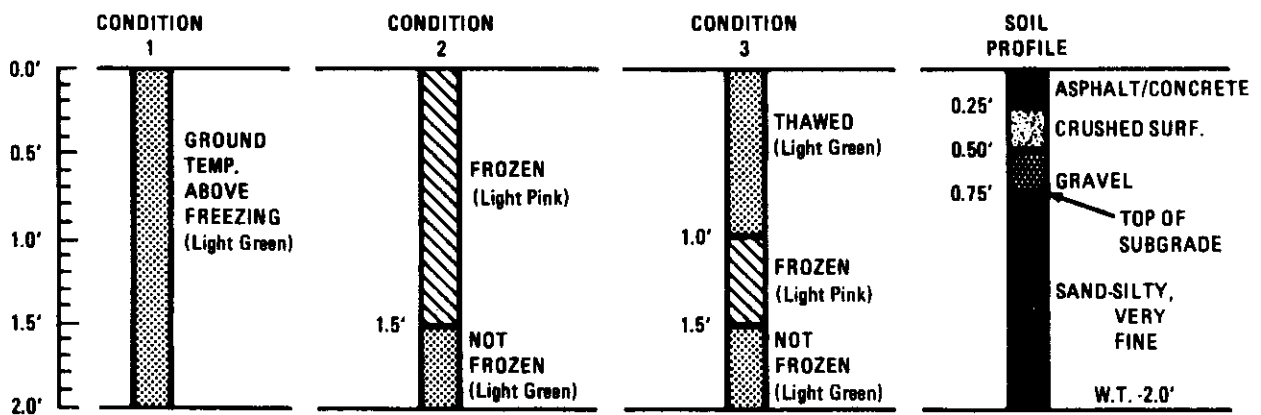 CONDITION
1
CONDITION
2
CONDITION
3
SOIL
PROFILE
0.0'
0.5'
1.0'
1.5'
2.0'
GROUND
TEMP.
ABOVE
FREEZING
(Light Green)
FROZEN
(Light Pink)
1.5'
NOT
FROZEN
(Light Green)
THAWED
(Light Green)
1.0'
FROZEN
(Light Pink)
1.5'
NOT
FROZEN
(Light Green)
ASPHALT/CONCRETE
0.25'
CRUSHED SURF.
0.50'
GRAVEL
0.75'
TOP OF
SUBGRADE
SAND-SILTY,
VERY
FINE
W.T. -2.0'